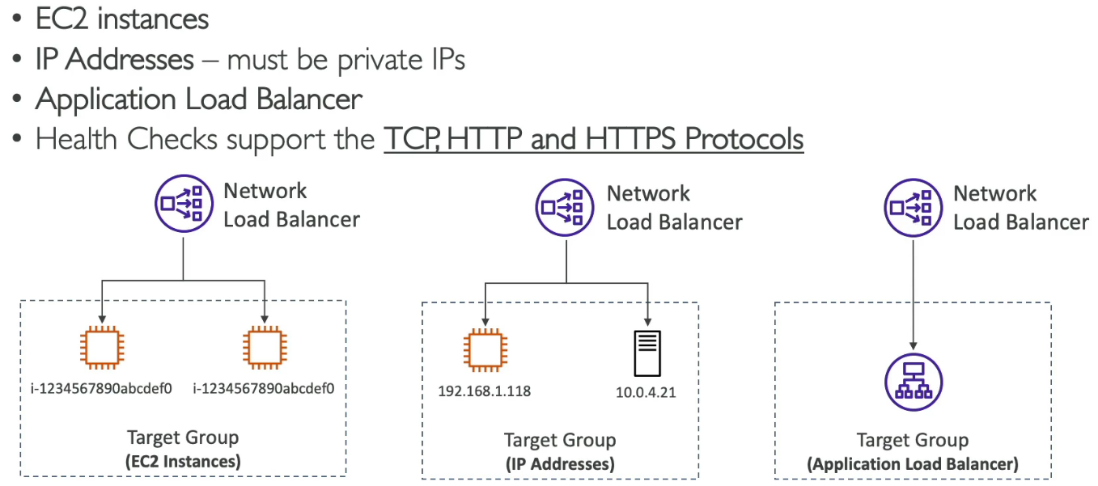 • EC2 instances
• IP Addresses – must be private IPs
• Application Load Balancer
• Health Checks support the TCP, HTTP and HTTPS Protocols
Network
Load Balancer
i-1234567890abcdef0
i-1234567890abcdef0
Target Group
(EC2 Instances)
Network
Load Balancer
192.168.1.118
10.0.4.21
Target Group
(IP Addresses)
Network
Load Balancer
Target Group
(Application Load Balancer)